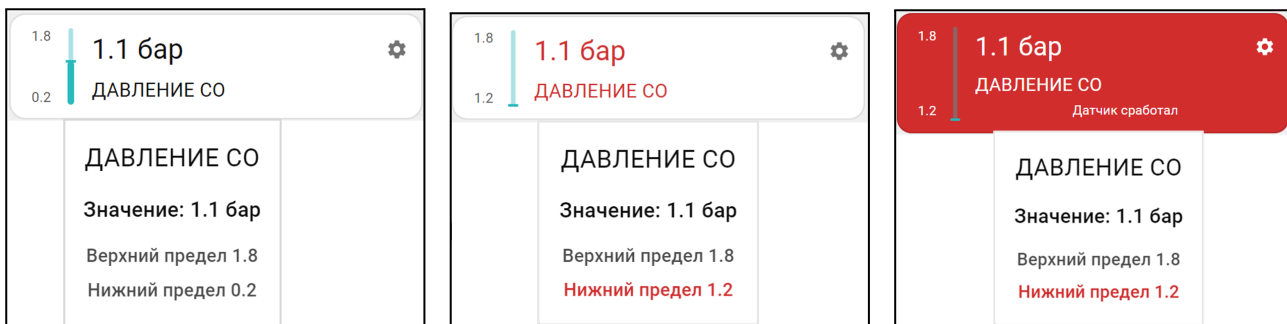 1.8
1.1 бар
0.2
ДАВЛЕНИЕ СО
ДАВЛЕНИЕ СО
Значение: 1.1 бар
Верхний предел 1.8
Нижний предел 0.2
1.8
1.1 бар
1.2
ДАВЛЕНИЕ СО
ДАВЛЕНИЕ СО
Значение: 1.1 бар
Верхний предел 1.8
Нижний предел 1.2
1.8
1.1 бар
ДАВЛЕНИЕ СО
1.2
Датчик сработал
ДАВЛЕНИЕ СО
Значение: 1.1 бар
Верхний предел 1.8
Нижний предел 1.2